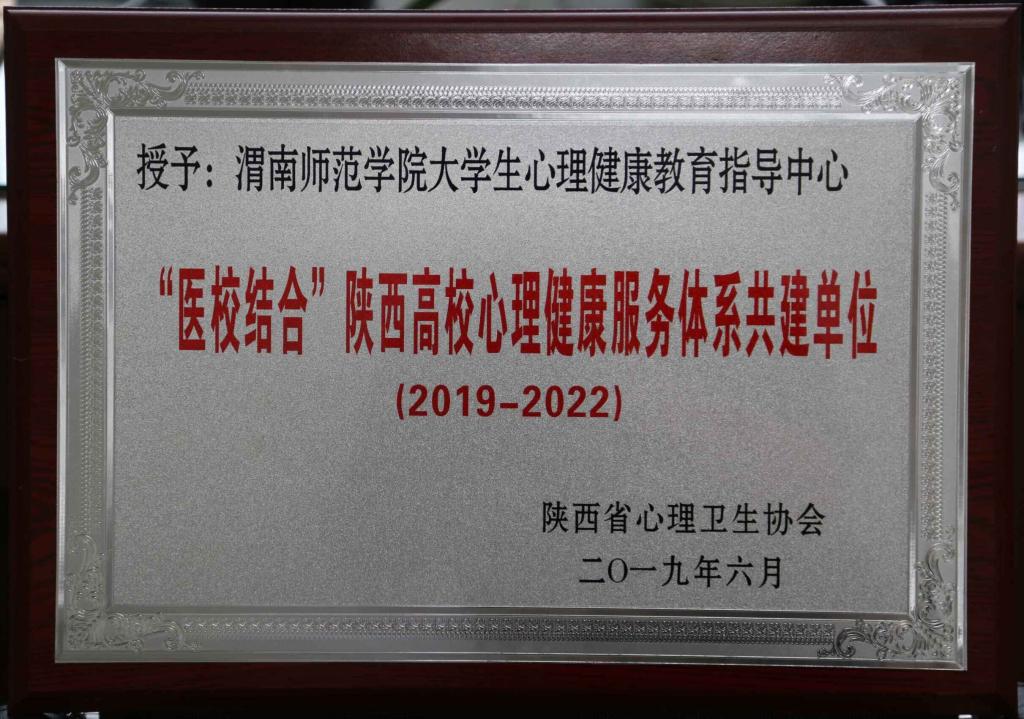 授予：渭南师范学院大学生心理健康教育指导中心
“医校结合”陕西高校心理健康服务体系共建单位
(2019-2022)
陕西省心理卫生协会
二〇一九年六月